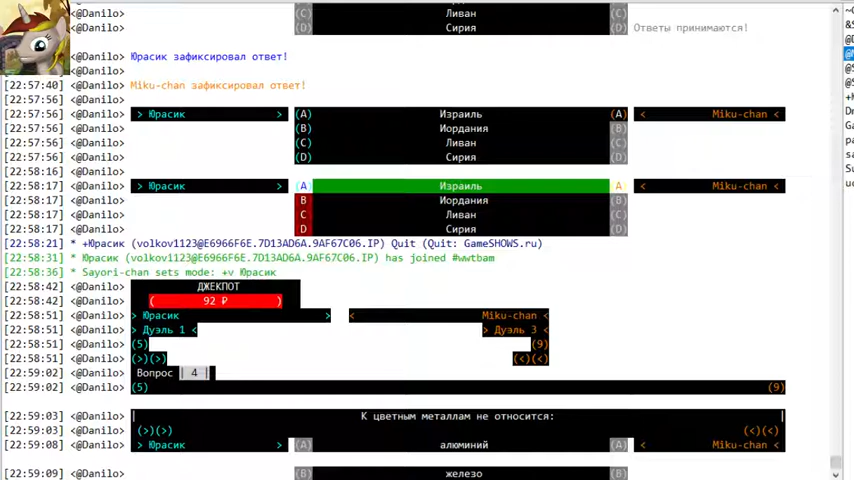 <@Danilo> (C) Ливан (C)
<@Danilo> (D) Сирия (D) Ответы принимаются!
<@Danilo>
<@Danilo> Юрасик зафиксировал ответ!
<@Danilo>
[22:57:40] <@Danilo> Miku-chan зафиксировал ответ!
[22:57:56] <@Danilo>
[22:57:56] <@Danilo> > Юрасик > (A) Израиль (A) < Miku-chan <
[22:57:56] <@Danilo> (B) Иордания (B)
[22:57:56] <@Danilo> (C) Ливан (C)
[22:57:56] <@Danilo> (D) Сирия (D)
[22:58:16] <@Danilo>
[22:58:17] <@Danilo> > Юрасик > (A) Израиль (A) < Miku-chan <
[22:58:17] <@Danilo> B Иордания (B)
[22:58:17] <@Danilo> C Ливан (C)
[22:58:17] <@Danilo> D Сирия (D)
[22:58:21] * +Юрасик (volkov1123@E6966F6E.7D13AD6A.9AF67C06.IP) Quit (Quit: GameSHOWS.ru)
[22:58:31] * Юрасик (volkov1123@E6966F6E.7D13AD6A.9AF67C06.IP) has joined #wwtbam
[22:58:36] * Sayori-chan sets mode: +v Юрасик
[22:58:42] <@Danilo> ДЖЕКПОТ
[22:58:42] <@Danilo> ( 92 ₽ )
[22:58:51] <@Danilo> > Юрасик > < Miku-chan <
[22:58:51] <@Danilo> > Дуэль 1 < > Дуэль 3 <
[22:58:51] <@Danilo> (5) (9)
[22:58:51] <@Danilo> (>)(>) (<)(<)
[22:59:02] <@Danilo> Вопрос | 4 |
[22:59:02] <@Danilo> (5) (9)
[22:59:03] <@Danilo> | К цветным металлам не относится: |
[22:59:03] <@Danilo> (>)(>) (<)(<)
[22:59:08] <@Danilo> > Юрасик > (A) алюминий (A) < Miku-chan <
[22:59:09] <@Danilo> (B) железо (B)